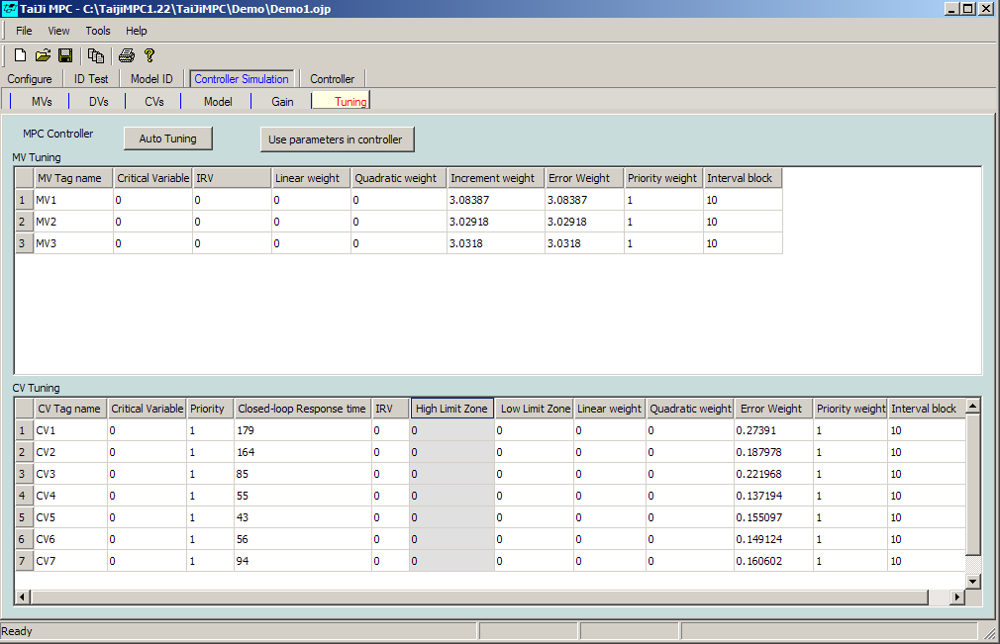 TaiJi MPC - C:\TaijiMPC1.22\TaiJiMPC\Demo\Demo1.ojp
File View Tools Help
Configure ID Test Model ID Controller Simulation Controller
MVs DVs CVs Model Gain Tuning
MPC Controller Auto Tuning Use parameters in controller
MV Tuning
MV Tag name Critical Variable IRV Linear weight Quadratic weight Increment weight Error Weight Priority weight Interval block
1 MV1 0 0 0 0 3.08387 3.08387 1 10
2 MV2 0 0 0 0 3.02918 3.02918 1 10
3 MV3 0 0 0 0 3.0318 3.0318 1 10
CV Tuning
CV Tag name Critical Variable Priority Closed-loop Response time IRV High Limit Zone Low Limit Zone Linear weight Quadratic weight Error Weight Priority weight Interval block
1 CV1 0 1 179 0 0 0 0 0 0.27391 1 10
2 CV2 0 1 164 0 0 0 0 0 0.187978 1 10
3 CV3 0 1 85 0 0 0 0 0 0.221968 1 10
4 CV4 0 1 55 0 0 0 0 0 0.137194 1 10
5 CV5 0 1 43 0 0 0 0 0 0.155097 1 10
6 CV6 0 1 56 0 0 0 0 0 0.149124 1 10
7 CV7 0 1 94 0 0 0 0 0 0.160602 1 10
Ready